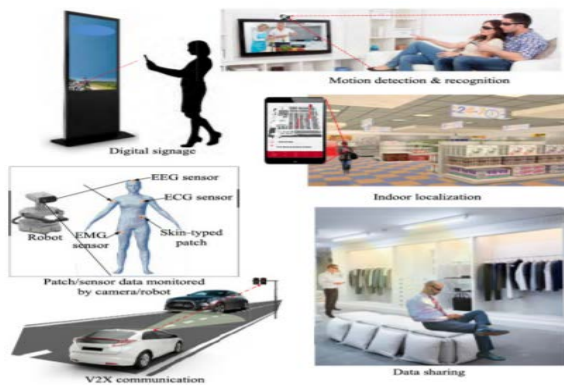 Motion detection & recognition
Digital signage
EEG sensor
ECG sensor
Robot
EMG
sensor
Skin-typed
patch
Indoor localization
Patch/sensor data monitored
by camera/robot
V2X communication
Data sharing